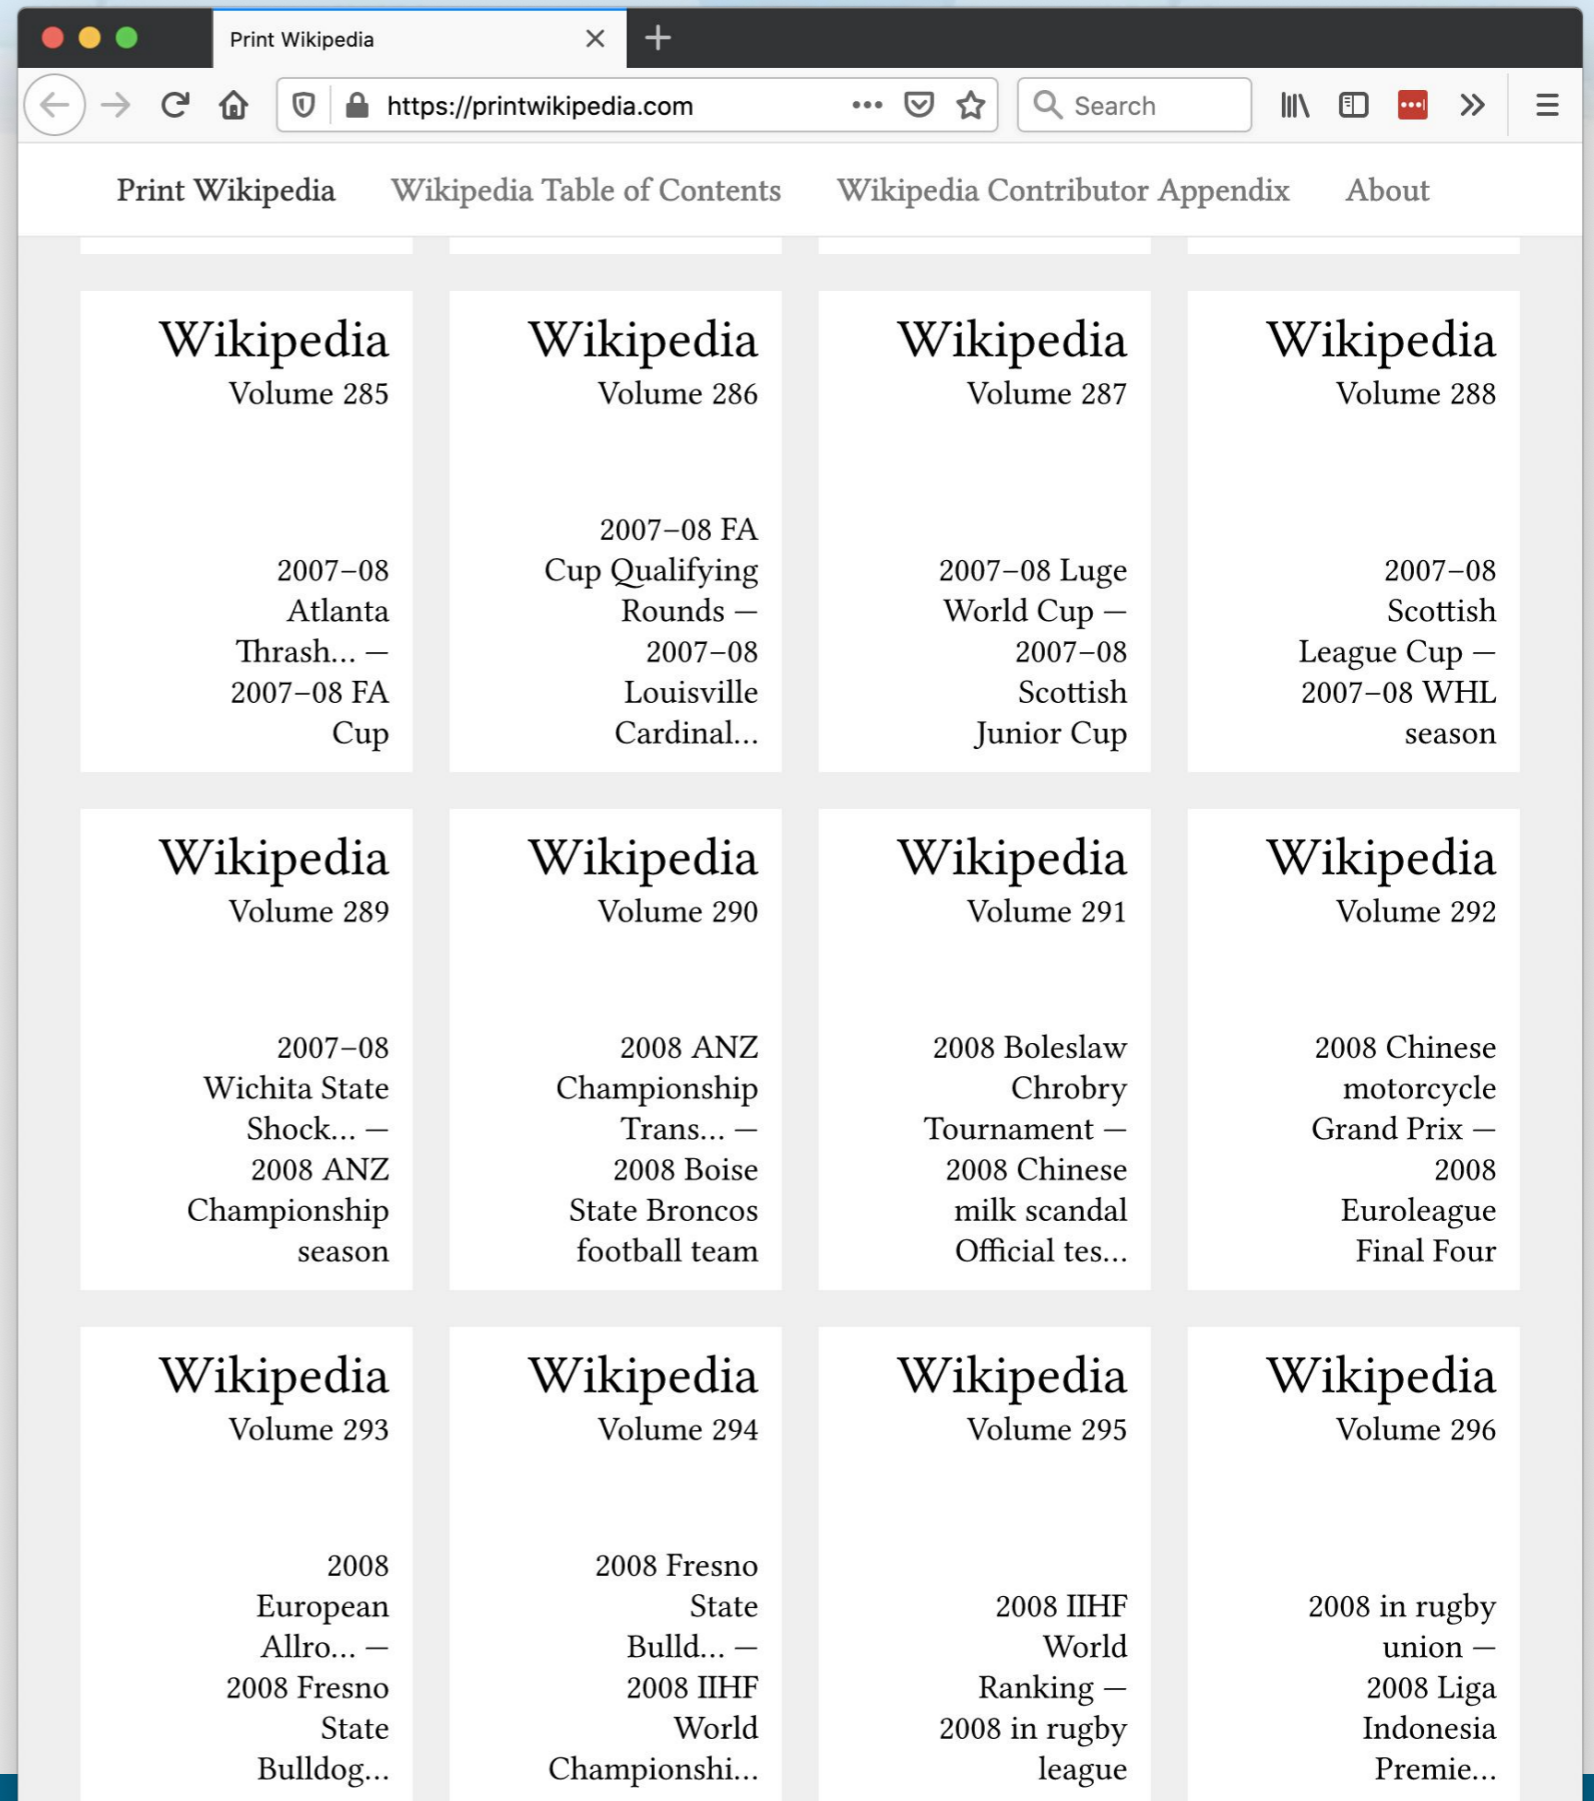 Print Wikipedia
https://printwikipedia.com
Search
Print Wikipedia
Wikipedia Table of Contents
Wikipedia Contributor Appendix
About
Wikipedia
Volume 285
2007–08
Atlanta
Thrash... —
2007–08 FA
Cup
Wikipedia
Volume 286
2007–08 FA
Cup Qualifying
Rounds —
2007–08
Louisville
Cardinal...
Wikipedia
Volume 287
2007–08 Luge
World Cup —
2007–08
Scottish
Junior Cup
Wikipedia
Volume 288
2007–08
Scottish
League Cup —
2007–08 WHL
season
Wikipedia
Volume 289
2007–08
Wichita State
Shock... —
2008 ANZ
Championship
season
Wikipedia
Volume 290
2008 ANZ
Championship
Trans... —
2008 Boise
State Broncos
football team
Wikipedia
Volume 291
2008 Boleslaw
Chrobry
Tournament —
2008 Chinese
milk scandal
Official tes...
Wikipedia
Volume 292
2008 Chinese
motorcycle
Grand Prix —
2008
Euroleague
Final Four
Wikipedia
Volume 293
2008
European
Allro... —
2008 Fresno
State
Bulldog...
Wikipedia
Volume 294
2008 Fresno
State
Bulld... —
2008 IIHF
World
Championshi...
Wikipedia
Volume 295
2008 IIHF
World
Ranking —
2008 in rugby
league
Wikipedia
Volume 296
2008 in rugby
union —
2008 Liga
Indonesia
Premie...